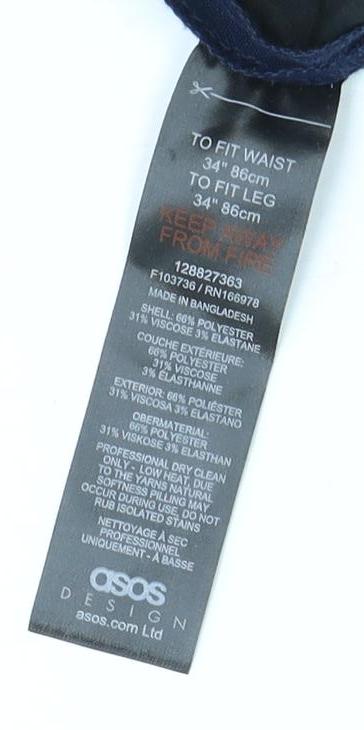 TO FIT WAIST
34" 86cm
TO FIT LEG
34" 86cm
KEEP AWAY
FROM FIRE
128827363
F103736 / RN166978
MADE IN BANGLADESH
SHELL: 66% POLYESTER
31% VISCOSE 3% ELASTANE
COUCHE EXTÉRIEURE:
66% POLYESTER
31% VISCOSE
3% ÉLASTHANNE
EXTERIOR: 66% POLIÉSTER
31% VISCOSA 3% ELASTANO
OBERMATERIAL:
66% POLYESTER
31% VISKOSE 3% ELASTHAN
PROFESSIONAL DRY CLEAN
ONLY - LOW HEAT, DUE
TO THE YARNS NATURAL
SOFTNESS PILLING MAY
OCCUR DURING USE, DO NOT
RUB ISOLATED STAINS
NETTOYAGE À SEC
PROFESSIONNEL
UNIQUEMENT - À BASSE
asos
DESIGN
asos.com Ltd